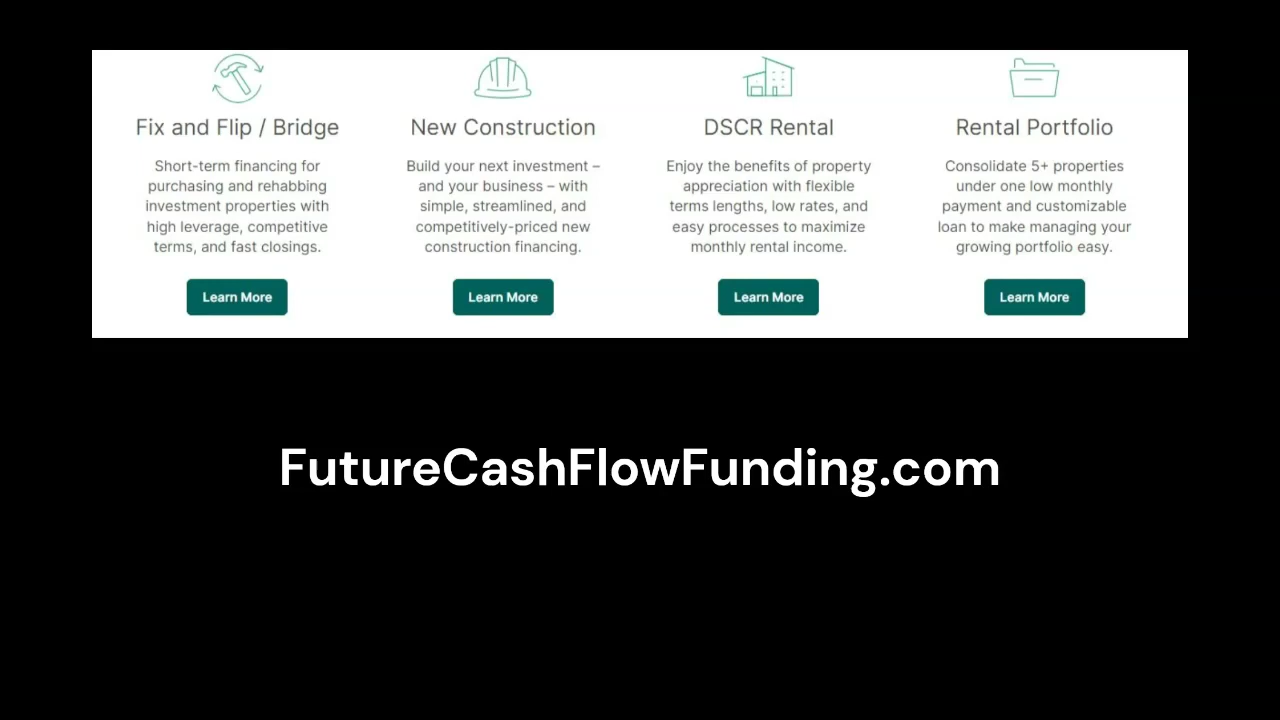 Fix and Flip / Bridge
Short-term financing for
purchasing and rehabbing
investment properties with
high leverage, competitive
terms, and fast closings.
Learn More
New Construction
Build your next investment –
and your business – with
simple, streamlined, and
competitively-priced new
construction financing.
Learn More
DSCR Rental
Enjoy the benefits of property
appreciation with flexible
terms lengths, low rates, and
easy processes to maximize
monthly rental income.
Learn More
Rental Portfolio
Consolidate 5+ properties
under one low monthly
payment and customizable
loan to make managing your
growing portfolio easy.
Learn More
FutureCashFlowFunding.com